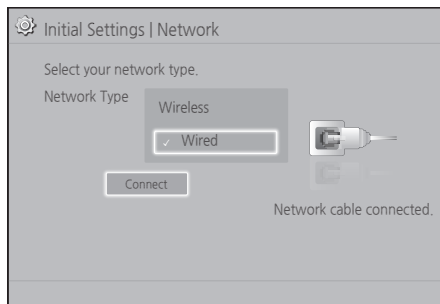 Initial Settings | Network
Select your network type.
Network Type
Wireless
✓ Wired
Connect
Network cable connected.